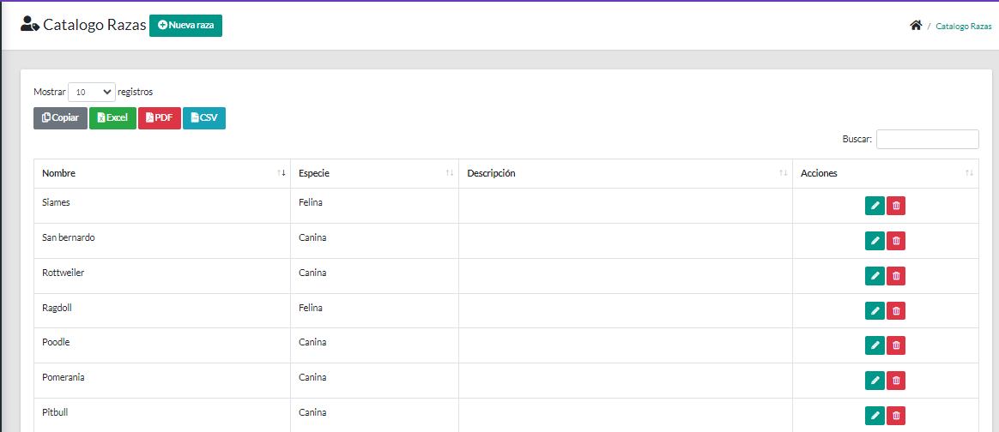 Catalogo Razas Nueva raza
/ Catalogo Razas
Mostrar 10 registros
Copiar Excel PDF CSV
Buscar:
Nombre Especie Descripción Acciones
Siames Felina
San bernardo Canina
Rottweiler Canina
Ragdoll Felina
Poodle Canina
Pomerania Canina
Pitbull Canina